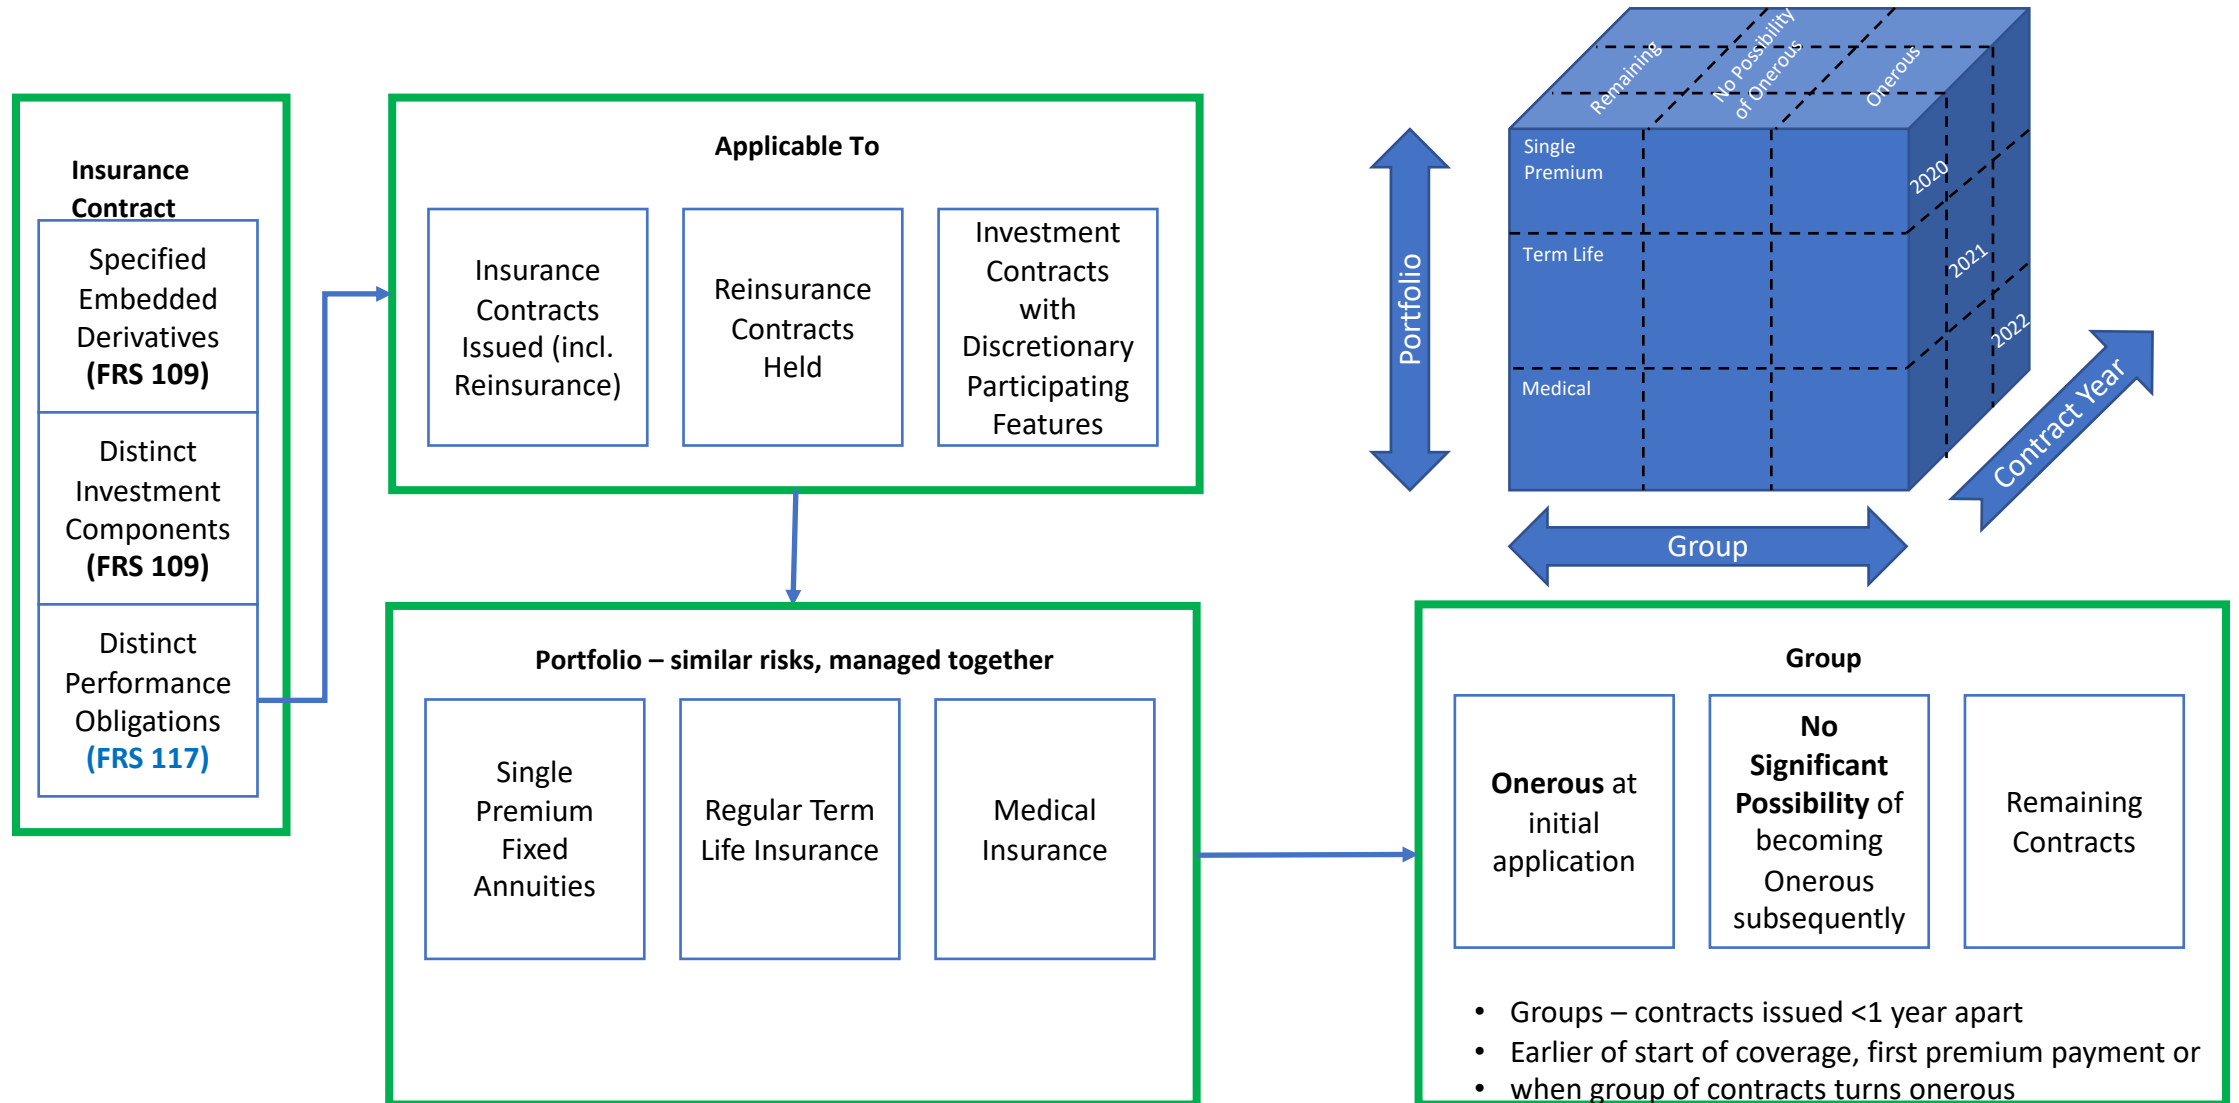 Insurance
Contract
Specified
Embedded
Derivatives
(FRS 109)
Distinct
Investment
Components
(FRS 109)
Distinct
Performance
Obligations
(FRS 117)
Applicable To
Insurance
Contracts
Issued (incl.
Reinsurance)
Reinsurance
Contracts
Held
Investment
Contracts
with
Discretionary
Participating
Features
Portfolio – similar risks, managed together
Single
Premium
Fixed
Annuities
Regular Term
Life Insurance
Medical
Insurance
Portfolio
Remaining
No Possibility
of Onerous
Onerous
Single
Premium
Term Life
Medical
2020
2021
2022
Contract Year
Group
Group
Onerous at
initial
application
No
Significant
Possibility of
becoming
Onerous
subsequently
Remaining
Contracts
• Groups – contracts issued <1 year apart
• Earlier of start of coverage, first premium payment or
• when group of contracts turns onerous